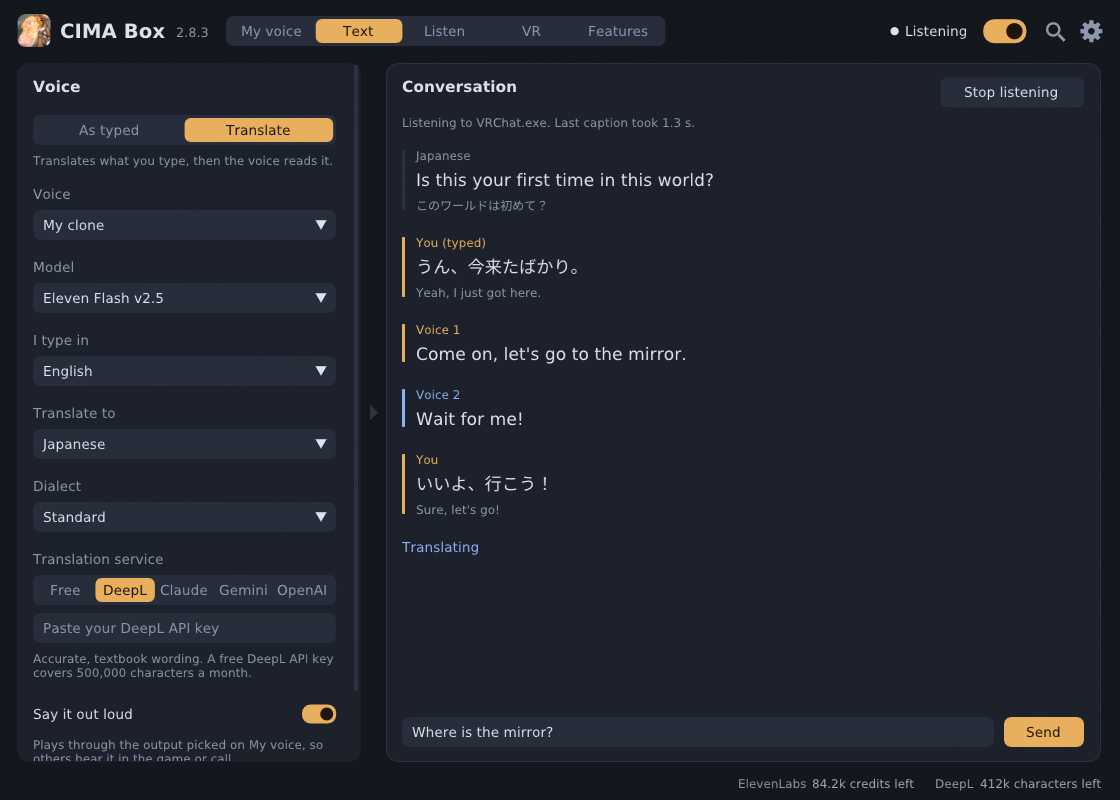 CIMA Box 2.8.3
My voice
Text
Listen
VR
Features
Listening
Voice
As typed
Translate
Translates what you type, then the voice reads it.
Voice
My clone
Model
Eleven Flash v2.5
I type in
English
Translate to
Japanese
Dialect
Standard
Translation service
Free
DeepL
Claude
Gemini
OpenAI
Paste your DeepL API key
Accurate, textbook wording. A free DeepL API key
covers 500,000 characters a month.
Say it out loud
Plays through the output picked on My voice, so
others hear it in the game or call
Conversation
Stop listening
Listening to VRChat.exe. Last caption took 1.3 s.
Japanese
Is this your first time in this world?
このワールドは初めて？
You (typed)
うん、今来たばかり。
Yeah, I just got here.
Voice 1
Come on, let's go to the mirror.
Voice 2
Wait for me!
You
いいよ、行こう！
Sure, let's go!
Translating
Where is the mirror?
Send
ElevenLabs 84.2k credits left
DeepL 412k characters left